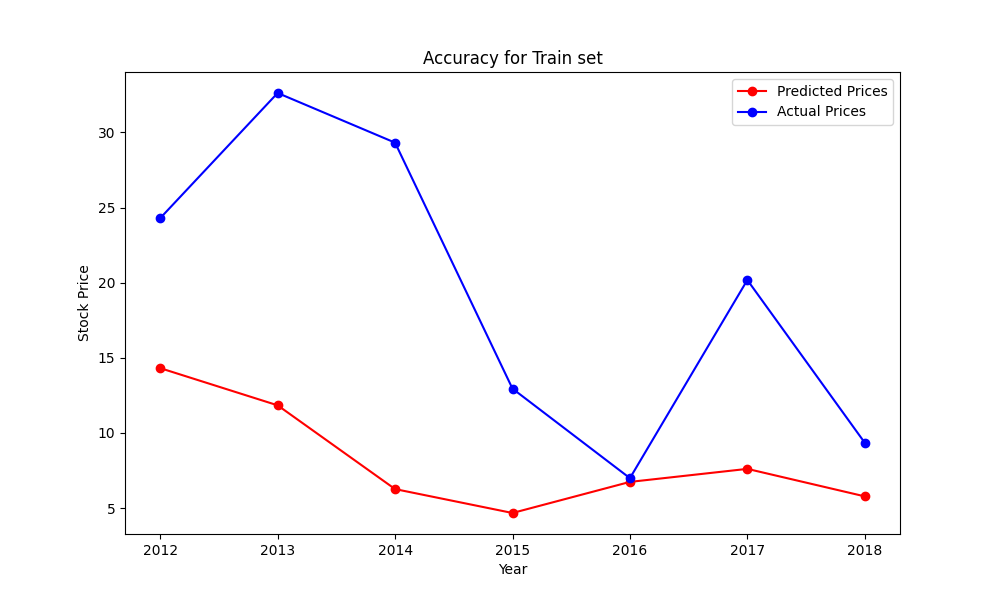 Accuracy for Train set
Predicted Prices
Actual Prices
30
25
20
15
10
5
Stock Price
2012 2013 2014 2015 2016 2017 2018
Year